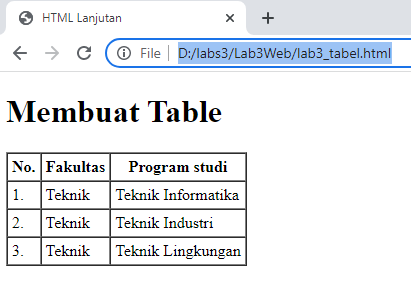 HTML Lanjutan
File D:/labs3/Lab3Web/lab3_tabel.html
Membuat Table
No. Fakultas Program studi
1. Teknik Teknik Informatika
2. Teknik Teknik Industri
3. Teknik Teknik Lingkungan